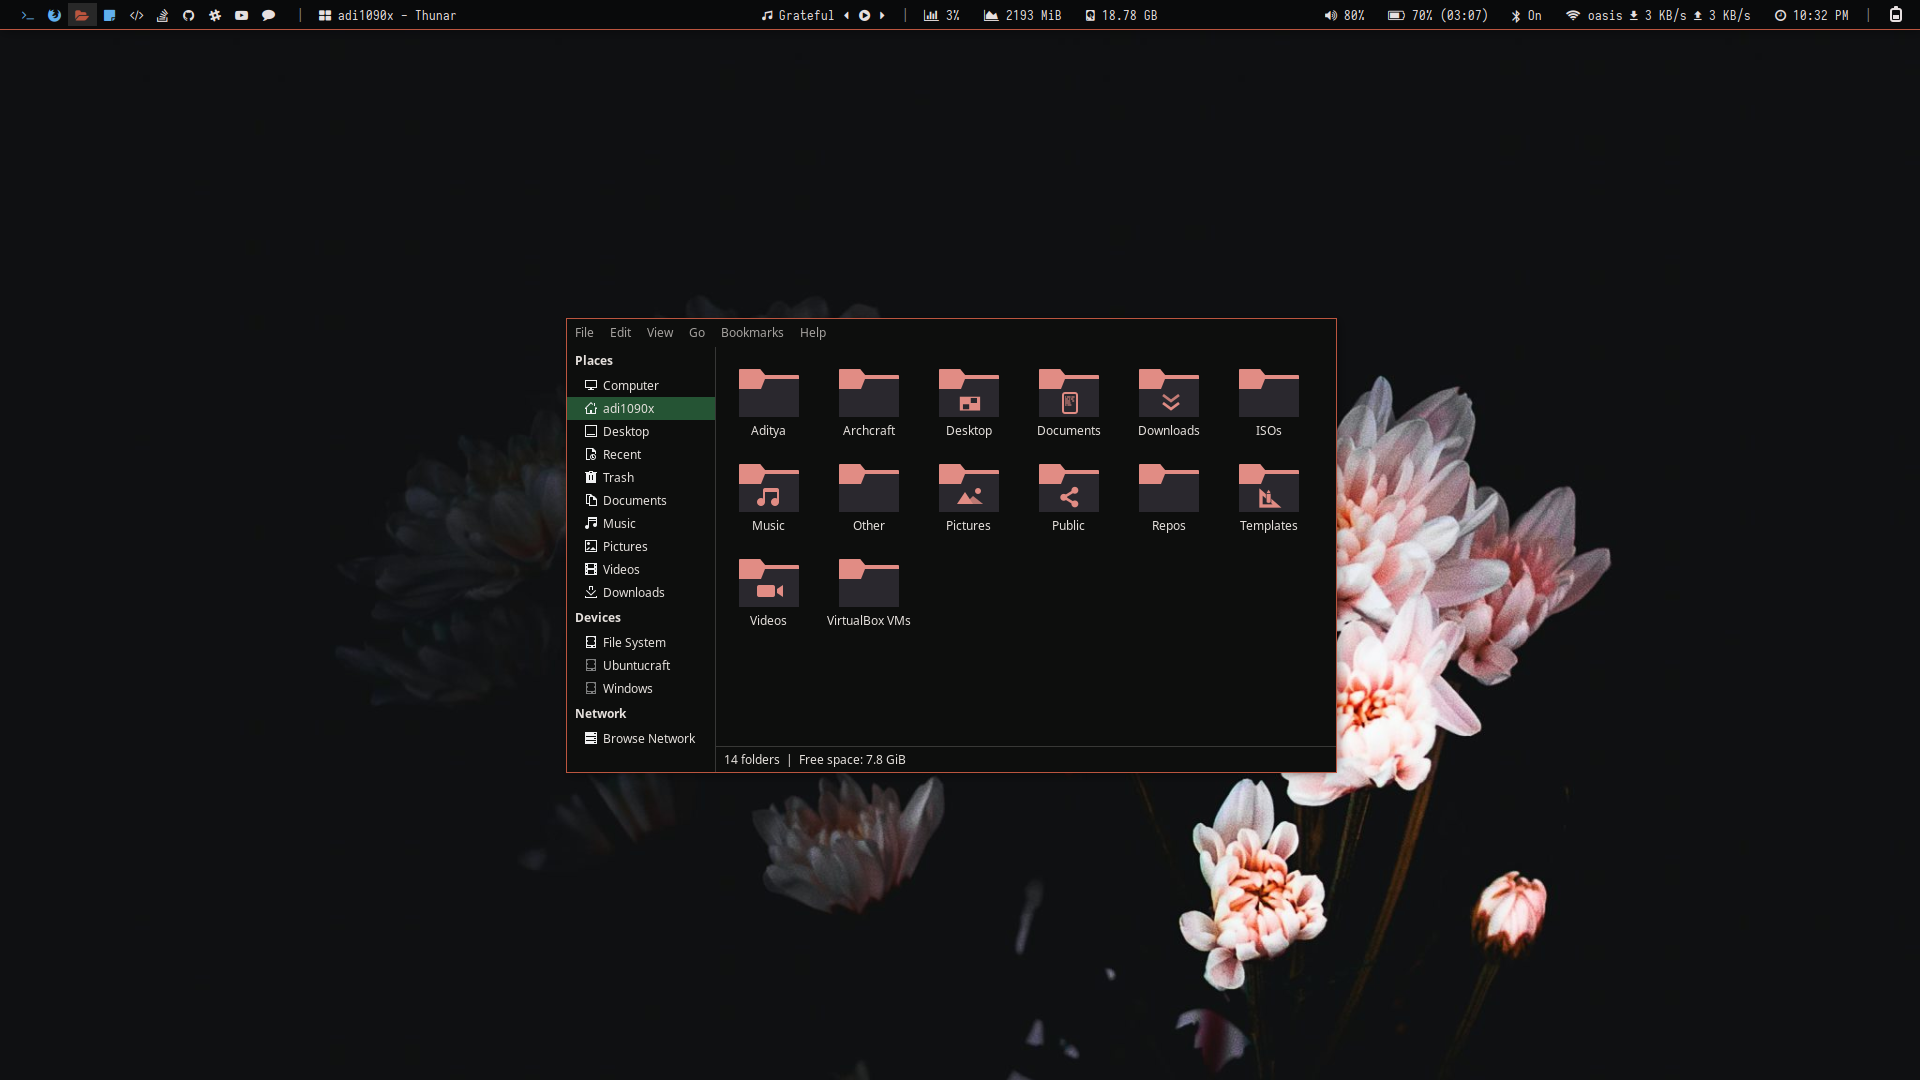 adi1090x - Thunar
Grateful
3%
2193 MiB
18.78 GB
80%
70% (03:07)
On
oasis 3 KB/s 3 KB/s
10:32 PM
File Edit View Go Bookmarks Help
Places
Computer
adi1090x
Desktop
Recent
Trash
Documents
Music
Pictures
Videos
Downloads
Devices
File System
Ubuntucraft
Windows
Network
Browse Network
Aditya Archcraft Desktop Documents Downloads ISOs
Music Other Pictures Public Repos Templates
Videos VirtualBox VMs
14 folders | Free space: 7.8 GiB